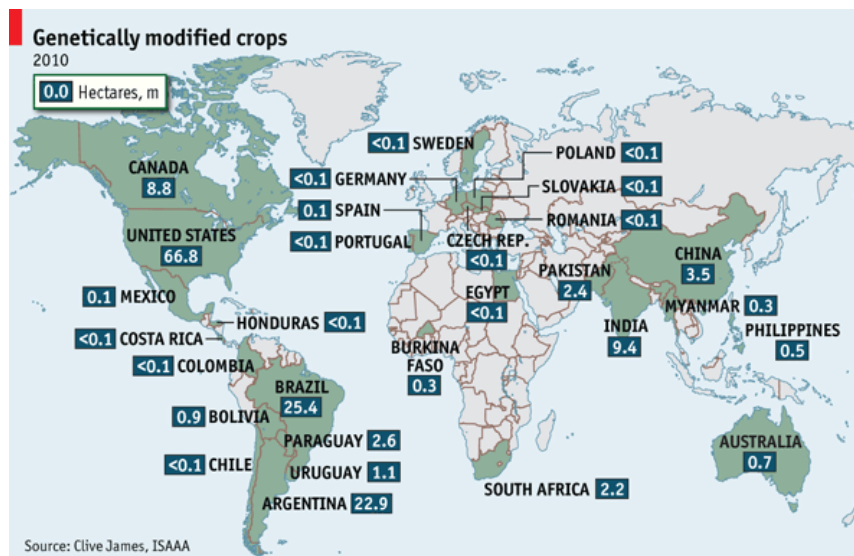 Genetically modified crops
2010
0.0 Hectares, m
<0.1 SWEDEN
POLAND <0.1
CANADA
8.8
<0.1 GERMANY
SLOVAKIA <0.1
0.1 SPAIN
ROMANIA <0.1
UNITED STATES
66.8
<0.1 PORTUGAL
CZECH REP.
<0.1
CHINA
3.5
PAKISTAN
2.4
0.1 MEXICO
EGYPT
<0.1
MYANMAR 0.3
HONDURAS <0.1
INDIA
9.4
PHILIPPINES
0.5
<0.1 COSTA RICA
BURKINA
FASO
0.3
<0.1 COLOMBIA
BRAZIL
25.4
0.9 BOLIVIA
PARAGUAY 2.6
AUSTRALIA
0.7
<0.1 CHILE
URUGUAY 1.1
SOUTH AFRICA 2.2
ARGENTINA 22.9
Source: Clive James, ISAAA